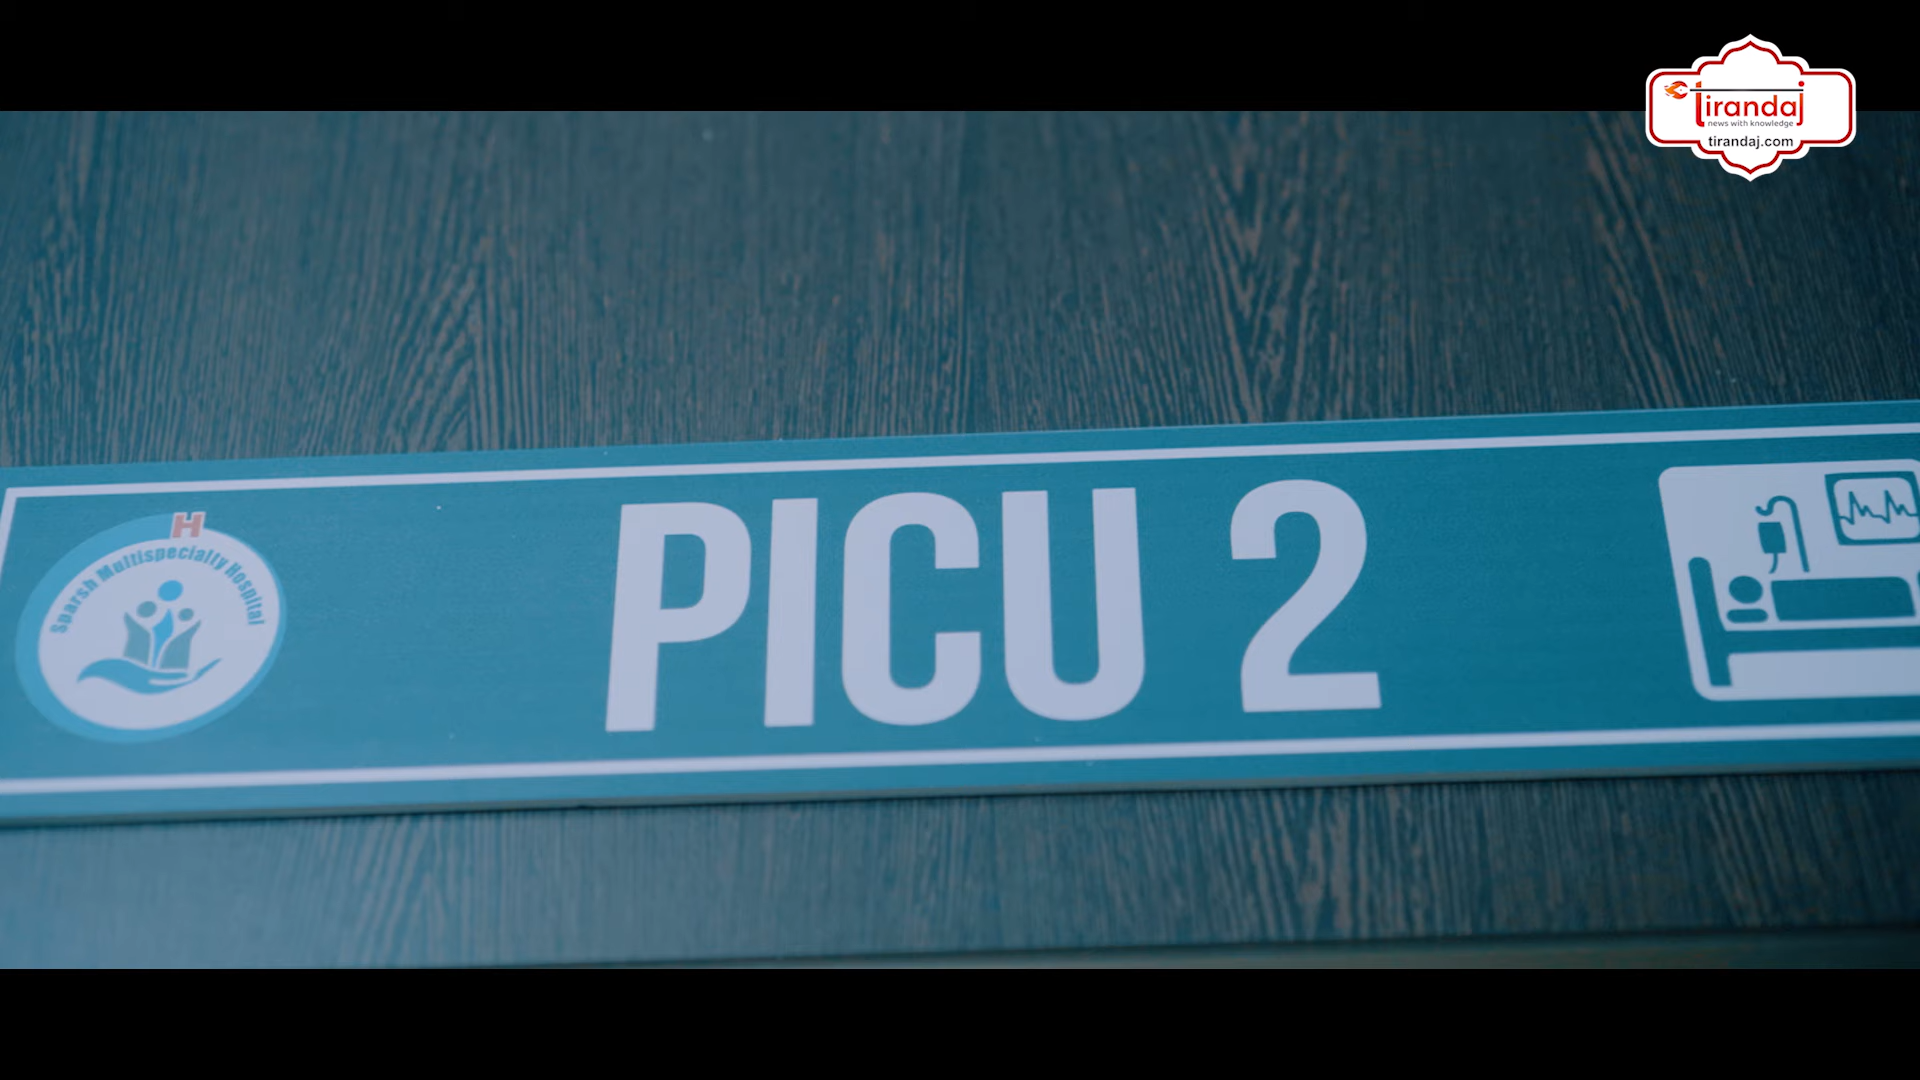 tirandaj
news with knowledge
tirandaj.com
H
Sparsh Multispecialty Hospital
PICU 2